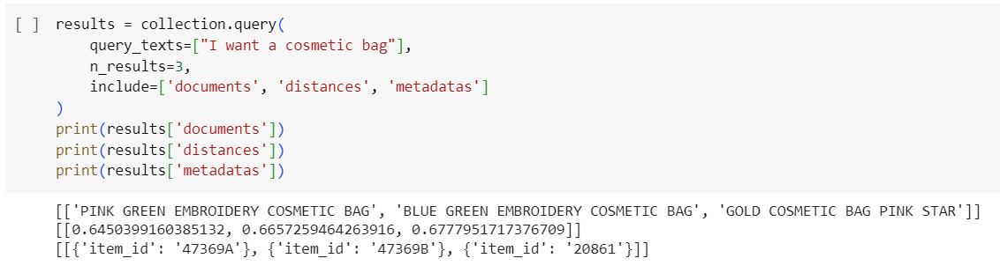 [ ] results = collection.query(
query_texts=["I want a cosmetic bag"],
n_results=3,
include=['documents', 'distances', 'metadatas']
)
print(results['documents'])
print(results['distances'])
print(results['metadatas'])
[['PINK GREEN EMBROIDERY COSMETIC BAG', 'BLUE GREEN EMBROIDERY COSMETIC BAG', 'GOLD COSMETIC BAG PINK STAR']]
[[0.6450399160385132, 0.6657259464263916, 0.6777951717376709]]
[[{'item_id': '47369A'}, {'item_id': '47369B'}, {'item_id': '20861'}]]